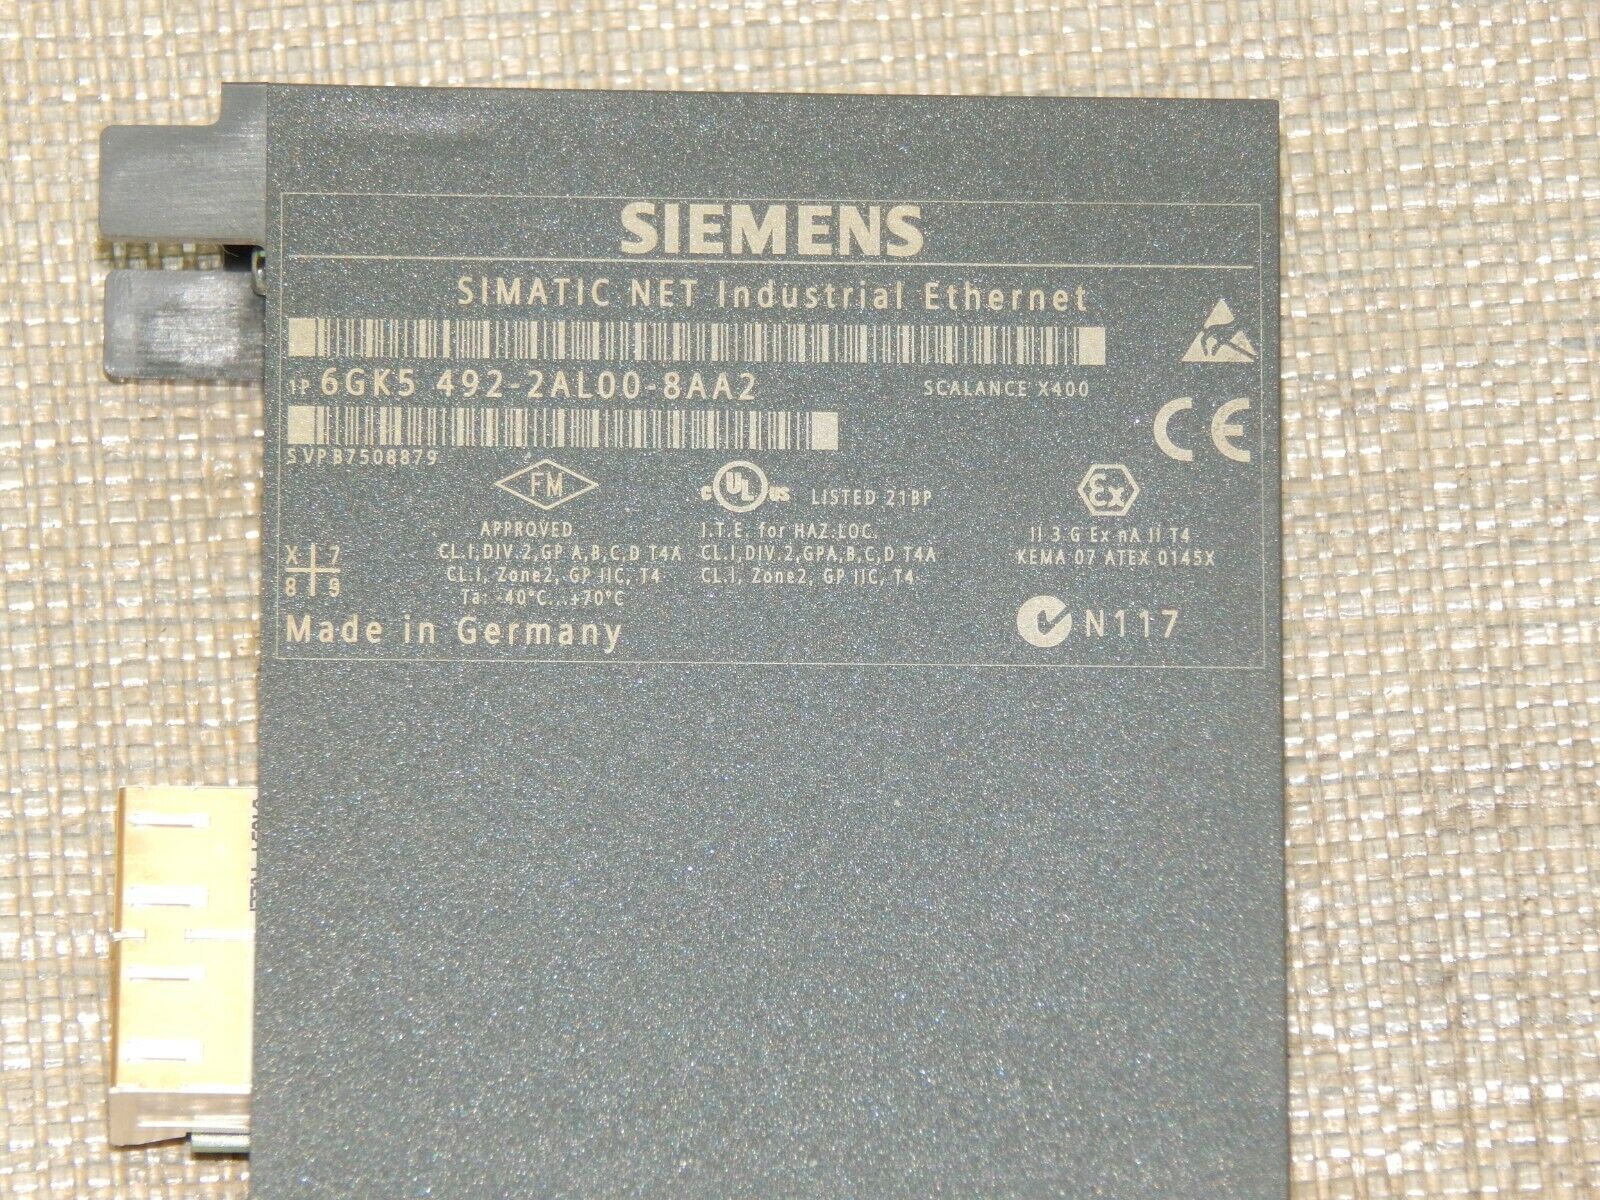 SIEMENS
SIMATIC NET Industrial Ethernet
1P 6GK5 492-2AL00-8AA2 SCALANCE X400
SVPB7508879
CE
FM
APPROVED
CL.I,DIV.2,GP A,B,C,D T4A
CL.I, Zone2, GP IIC, T4
Ta: -40°C...+70°C
c UL us LISTED 21BP
I.T.E. for HAZ.LOC.
CL.I,DIV.2,GPA,B,C,D T4A
CL.I, Zone2, GP IIC, T4
Ex
II 3 G Ex nA II T4
KEMA 07 ATEX 0145X
X 7
8 9
Made in Germany
N117